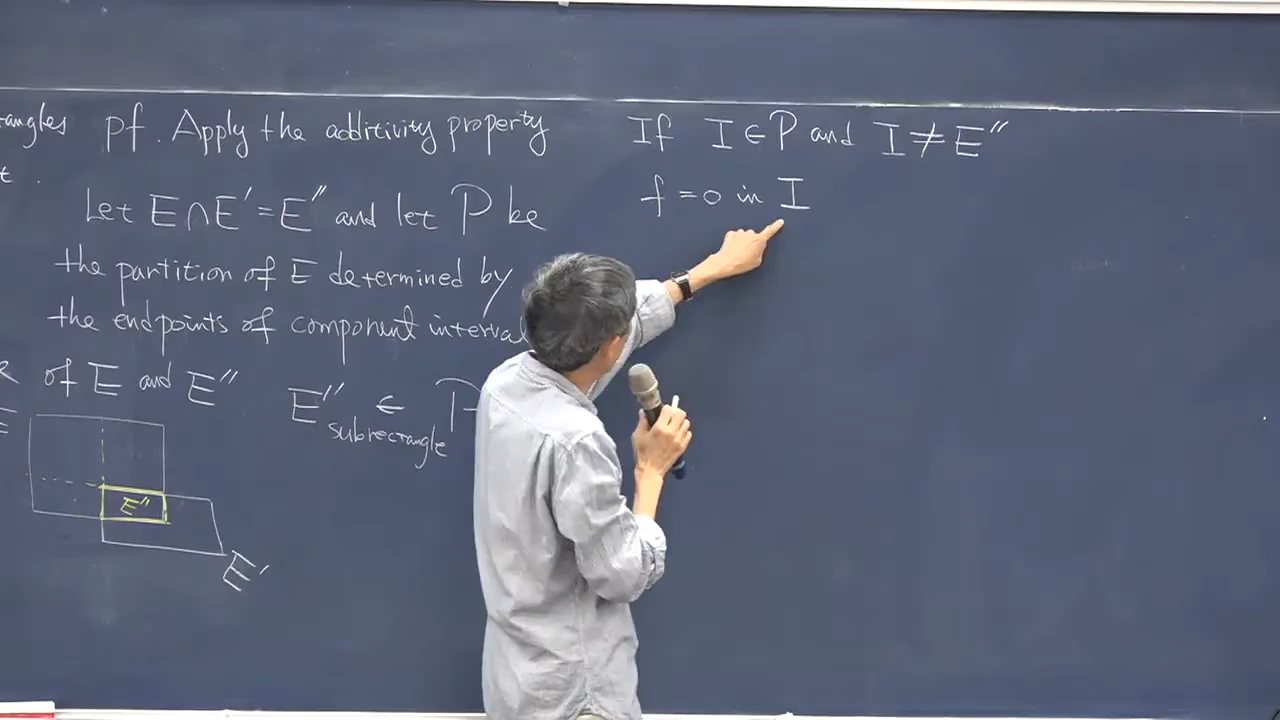 pf. Apply the additivity property
Let E ∩ E' = E'' and let P be
the partition of E determined by
the endpoints of component interval
of E and E'' E'' ∈ P
subrectangle
E''
E'
If I ∈ P and I ≠ E''
f = 0 in I